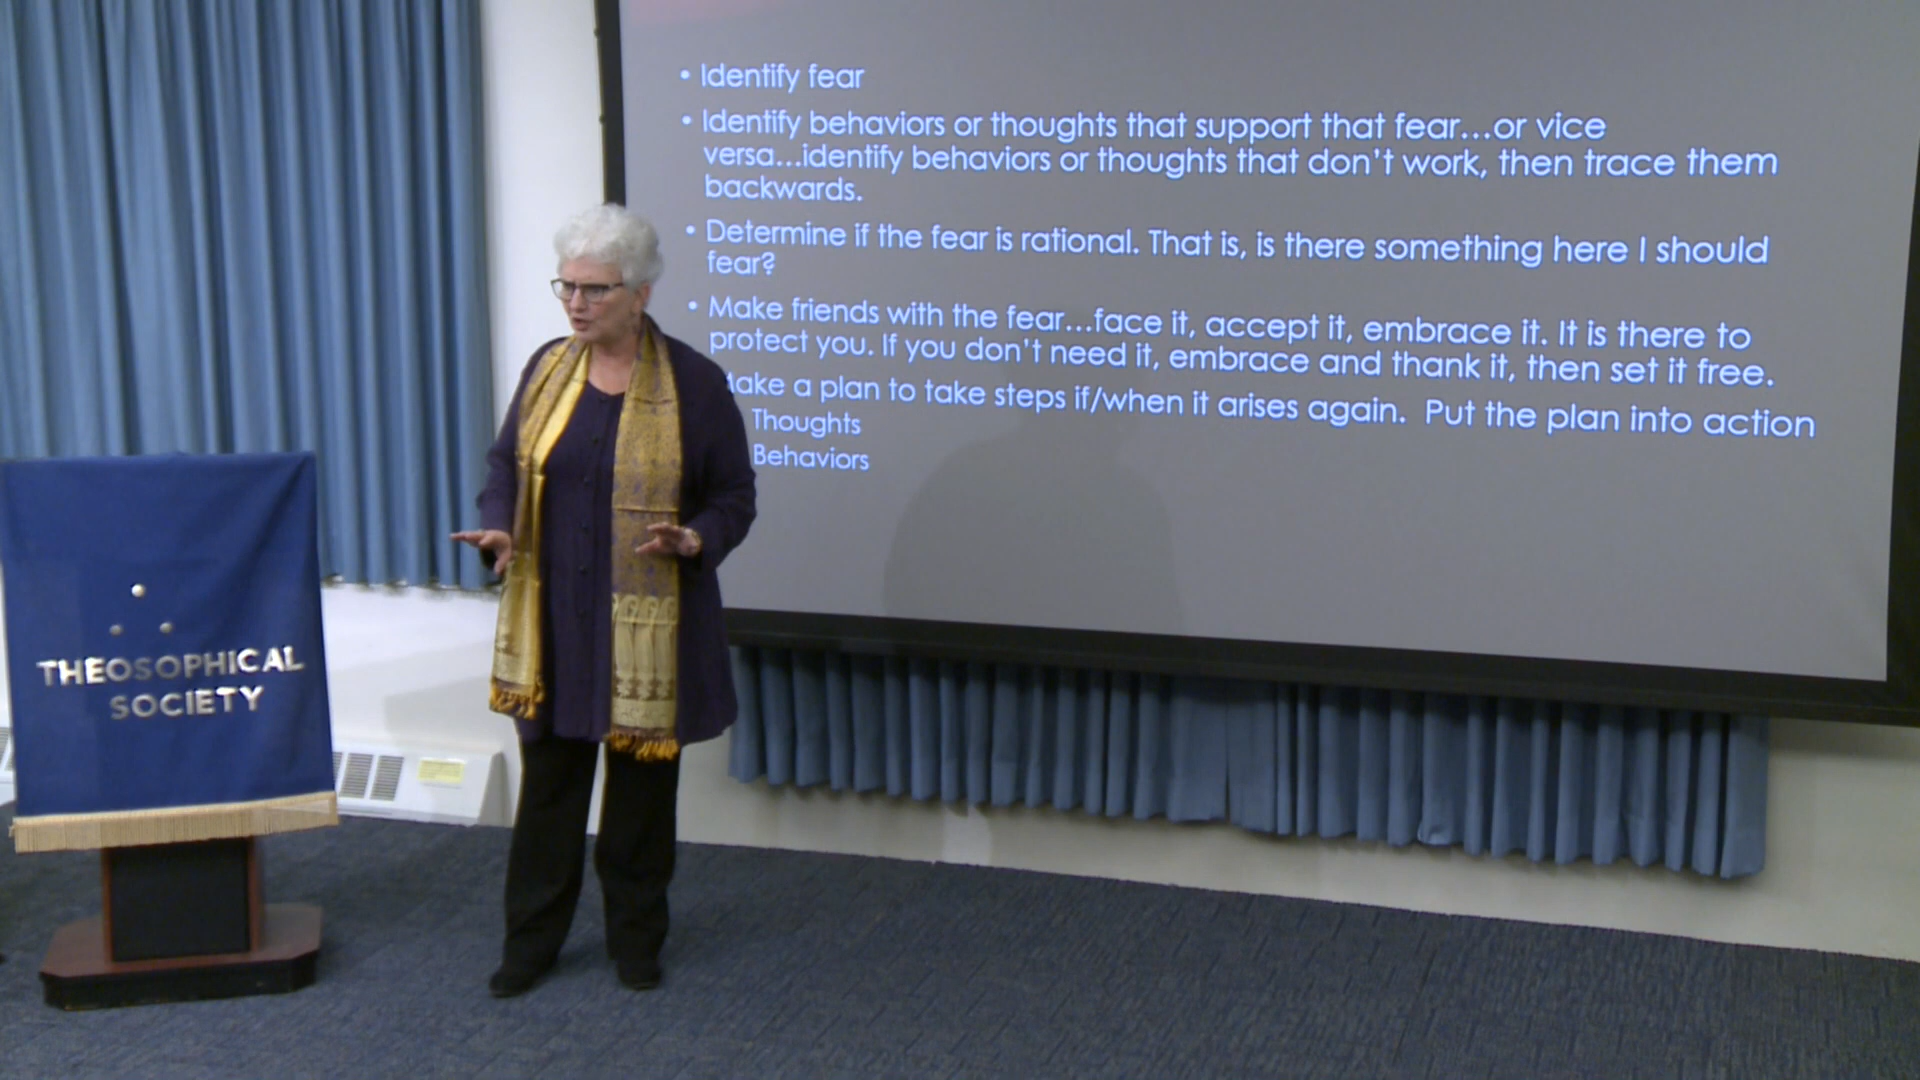 • Identify fear
• Identify behaviors or thoughts that support that fear...or vice
versa...identify behaviors or thoughts that don't work, then trace them
backwards.
• Determine if the fear is rational. That is, is there something here I should
fear?
• Make friends with the fear...face it, accept it, embrace it. It is there to
protect you. If you don't need it, embrace and thank it, then set it free.
Make a plan to take steps if/when it arises again. Put the plan into action
Thoughts
Behaviors
THEOSOPHICAL
SOCIETY